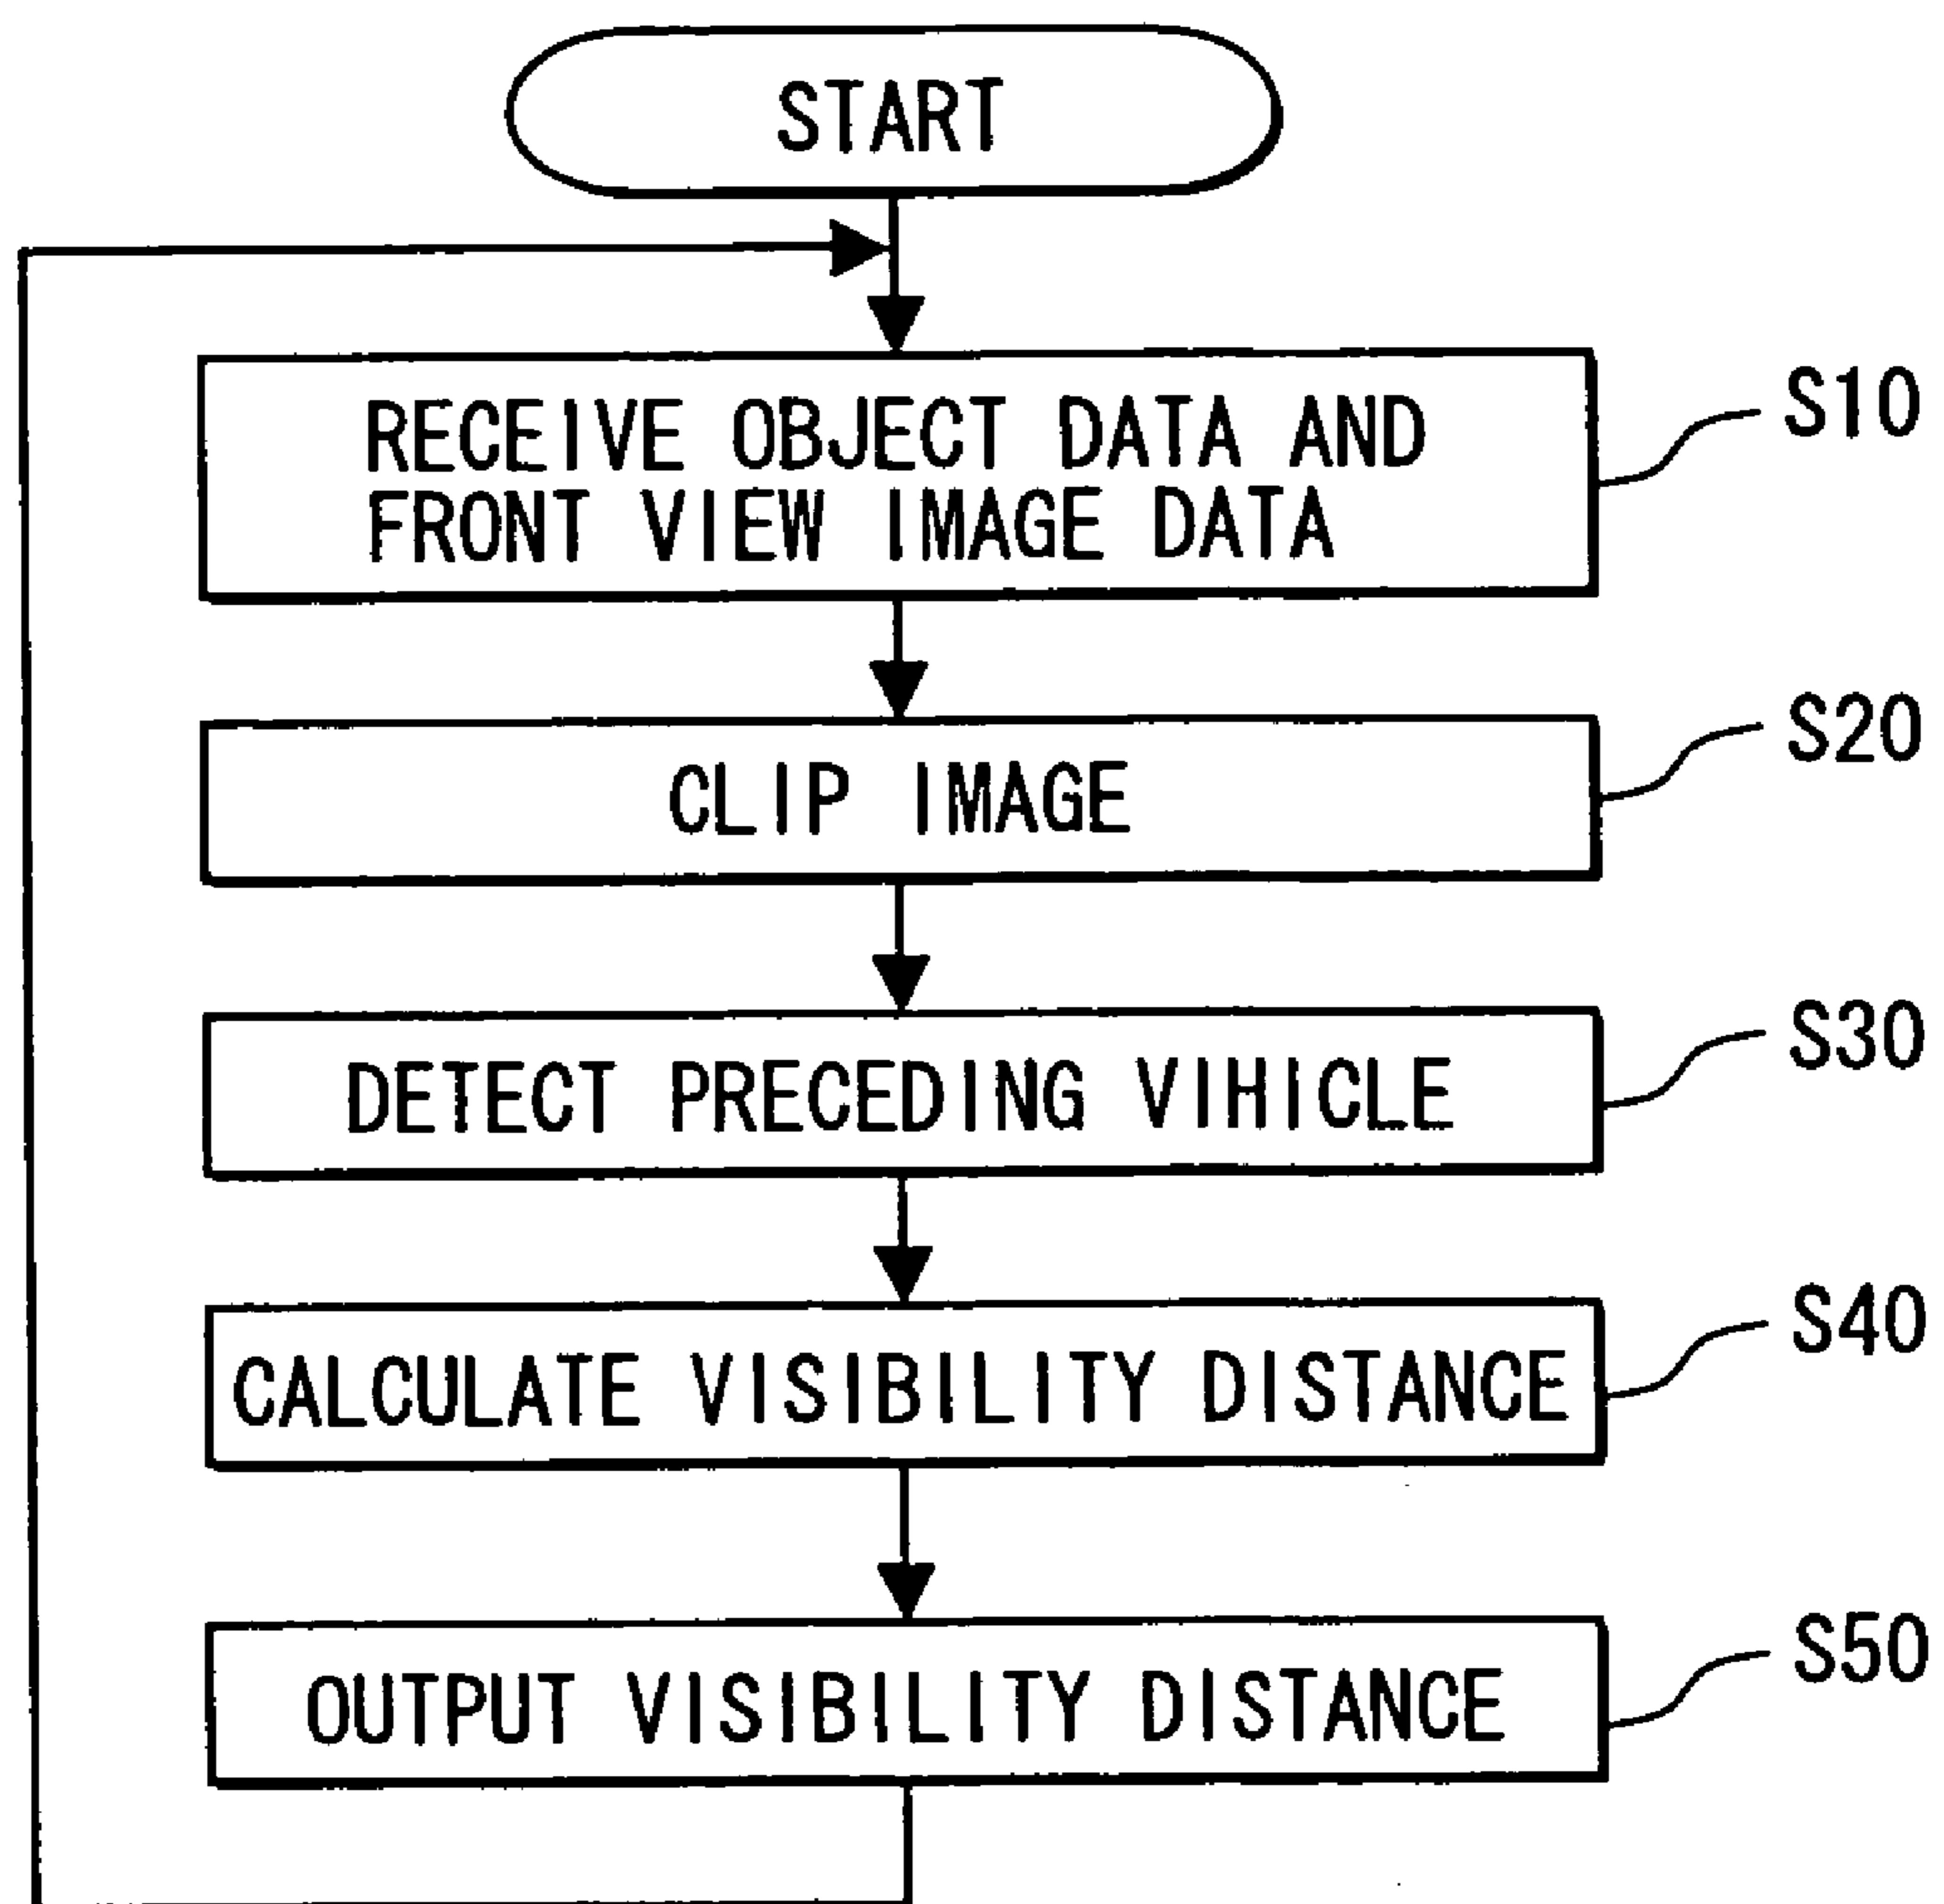 START
RECEIVE OBJECT DATA AND
FRONT VIEW IMAGE DATA
S10
CLIP IMAGE
S20
DETECT PRECEDING VIHICLE
S30
CALCULATE VISIBILITY DISTANCE
S40
OUTPUT VISIBILITY DISTANCE
S50